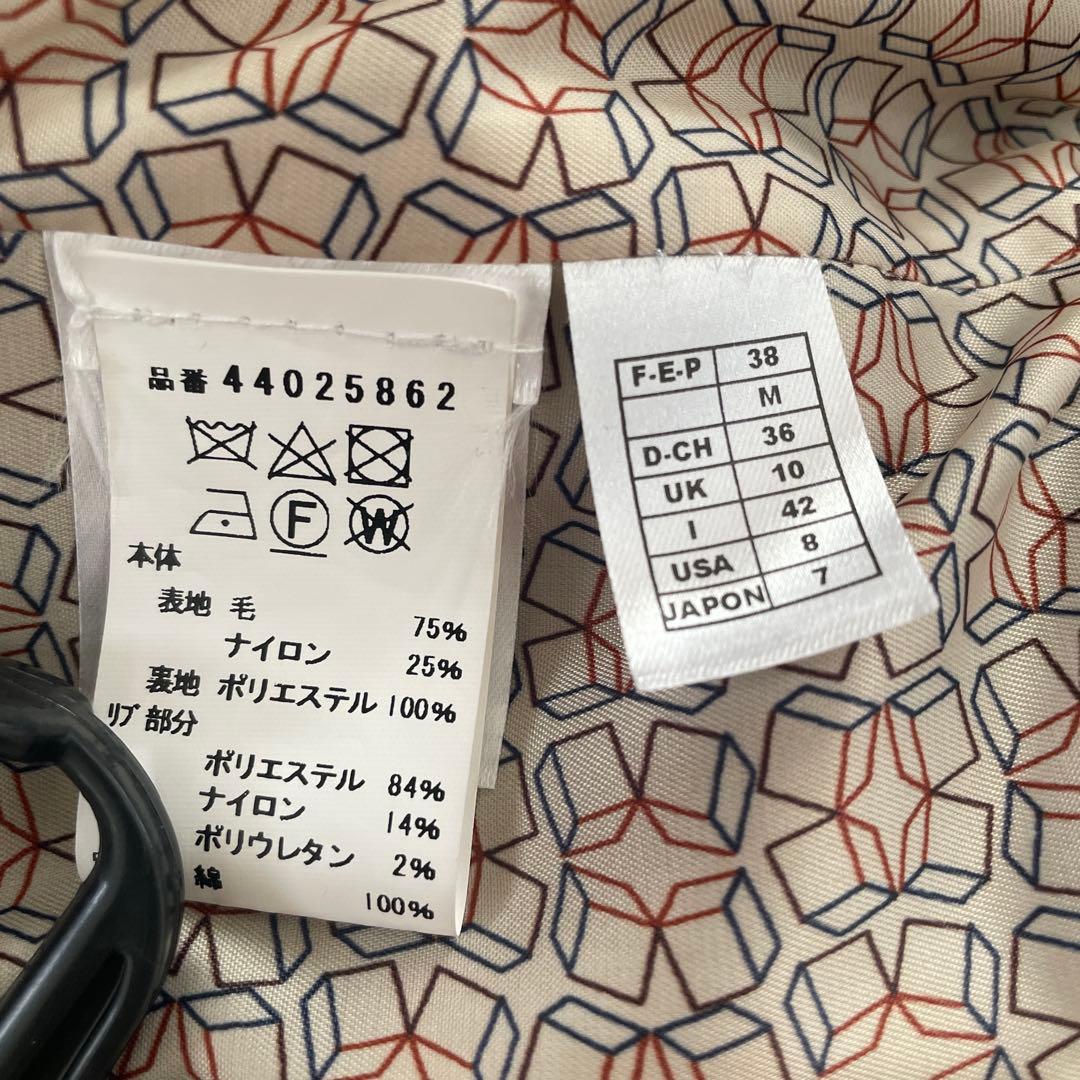 品番 44025862
F
W
本体
表地 毛 75%
ナイロン 25%
裏地 ポリエステル 100%
リブ部分
ポリエステル 84%
ナイロン 14%
ポリウレタン 2%
綿 100%
F-E-P 38
M
D-CH 36
UK 10
I 42
USA 8
JAPON 7